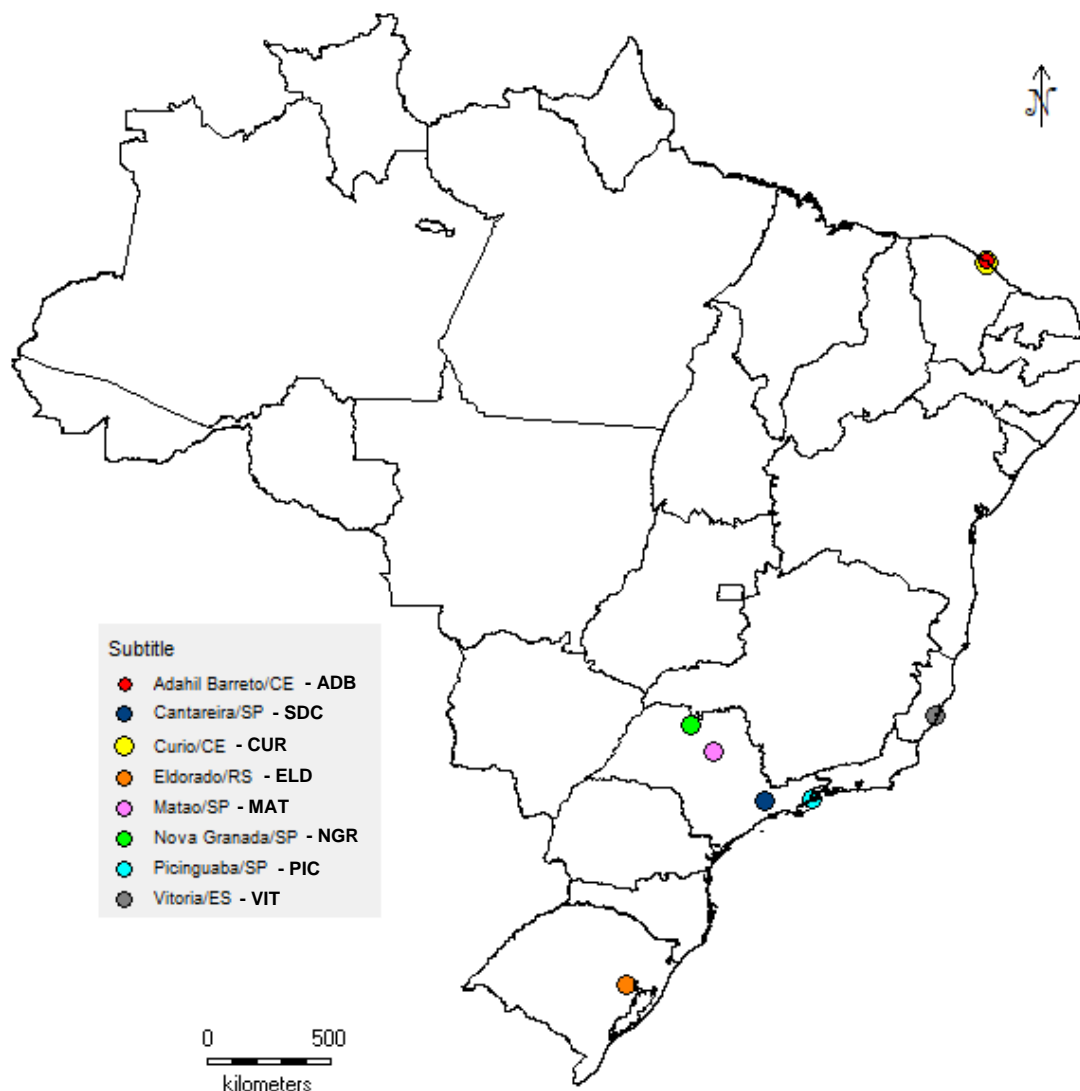 N
Subtitle
Adahil Barreto/CE - ADB
Cantareira/SP - SDC
Curio/CE - CUR
Eldorado/RS - ELD
Matao/SP - MAT
Nova Granada/SP - NGR
Picinguaba/SP - PIC
Vitoria/ES - VIT
0 500
kilometers